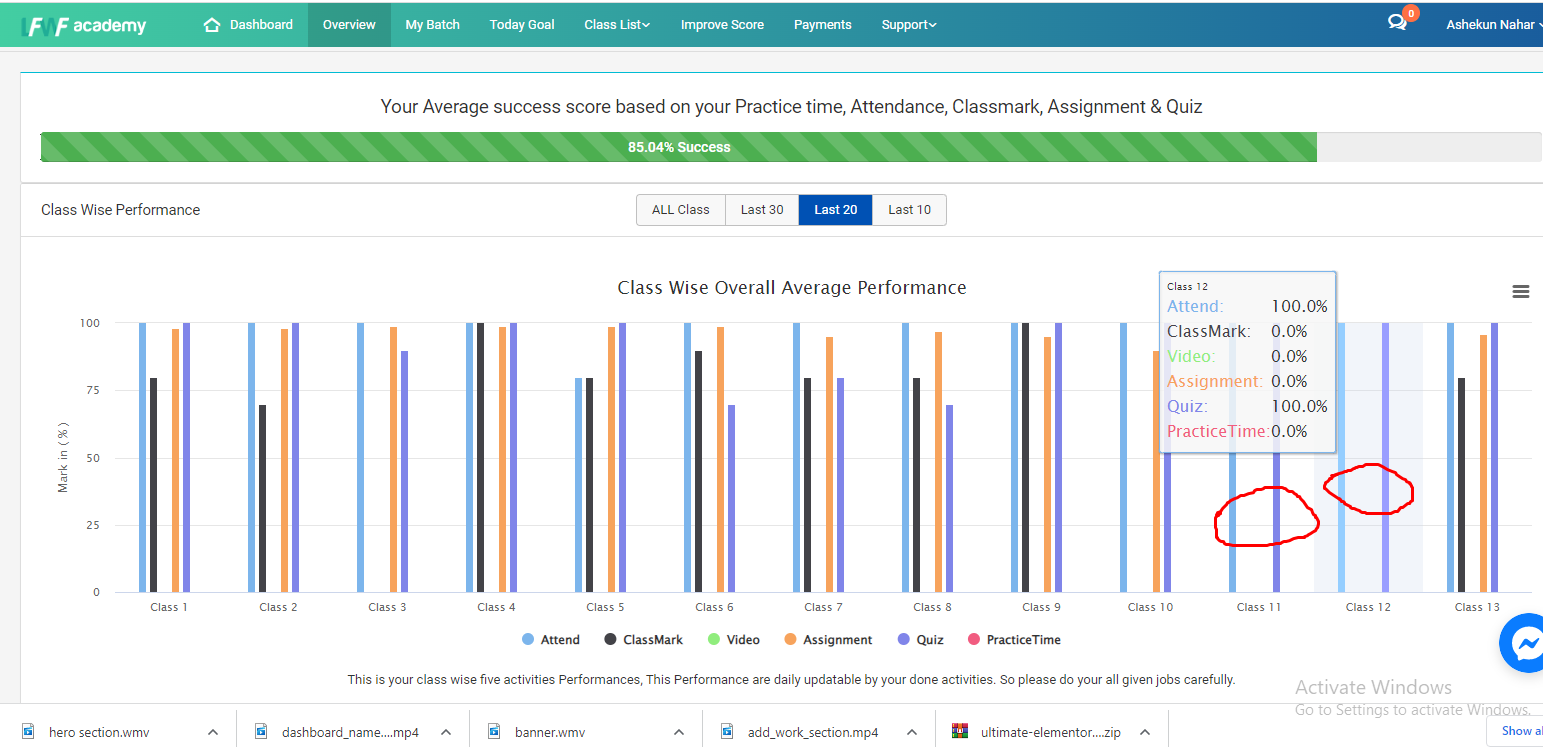 LFWF academy
Dashboard
Overview
My Batch
Today Goal
Class List
Improve Score
Payments
Support
0
Ashekun Nahar
Your Average success score based on your Practice time, Attendance, Classmark, Assignment & Quiz
85.04% Success
Class Wise Performance
ALL Class
Last 30
Last 20
Last 10
Class Wise Overall Average Performance
Class 12
Attend: 100.0%
ClassMark: 0.0%
Video: 0.0%
Assignment: 0.0%
Quiz: 100.0%
PracticeTime: 0.0%
Mark in (%)
100
75
50
25
0
Class 1
Class 2
Class 3
Class 4
Class 5
Class 6
Class 7
Class 8
Class 9
Class 10
Class 11
Class 12
Class 13
Attend
ClassMark
Video
Assignment
Quiz
PracticeTime
This is your class wise five activities Performances, This Performance are daily updatable by your done activities. So please do your all given jobs carefully.
Activate Windows
Go to Settings to activate Windows.
hero section.wmv
dashboard_name....mp4
banner.wmv
add_work_section.mp4
ultimate-elementor....zip
Show al